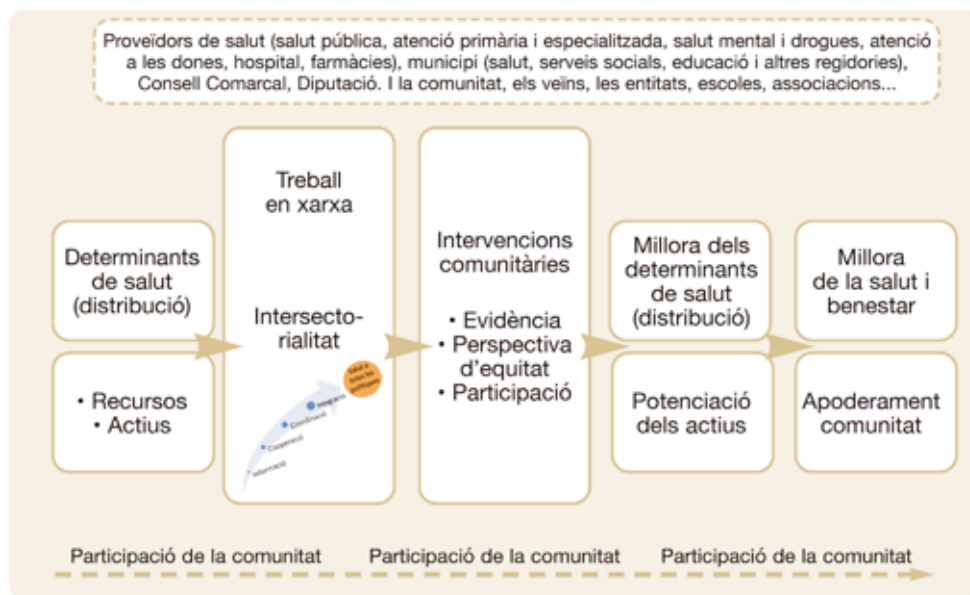 Proveïdors de salut (salut pública, atenció primària i especialitzada, salut mental i drogues, atenció
a les dones, hospital, farmàcies), municipi (salut, serveis socials, educació i altres regidories),
Consell Comarcal, Diputació. I la comunitat, els veïns, les entitats, escoles, associacions...
Determinants
de salut
(distribució)
• Recursos
• Actius
Treball
en xarxa
Intersecto-
rialitat
Salut a
totes les
polítiques
Integració
Coordinació
Cooperació
Informació
Intervencions
comunitàries
• Evidència
• Perspectiva
d'equitat
• Participació
Millora dels
determinants
de salut
(distribució)
Potenciació
dels actius
Millora
de la salut i
benestar
Apoderament
comunitat
Participació de la comunitat
Participació de la comunitat
Participació de la comunitat